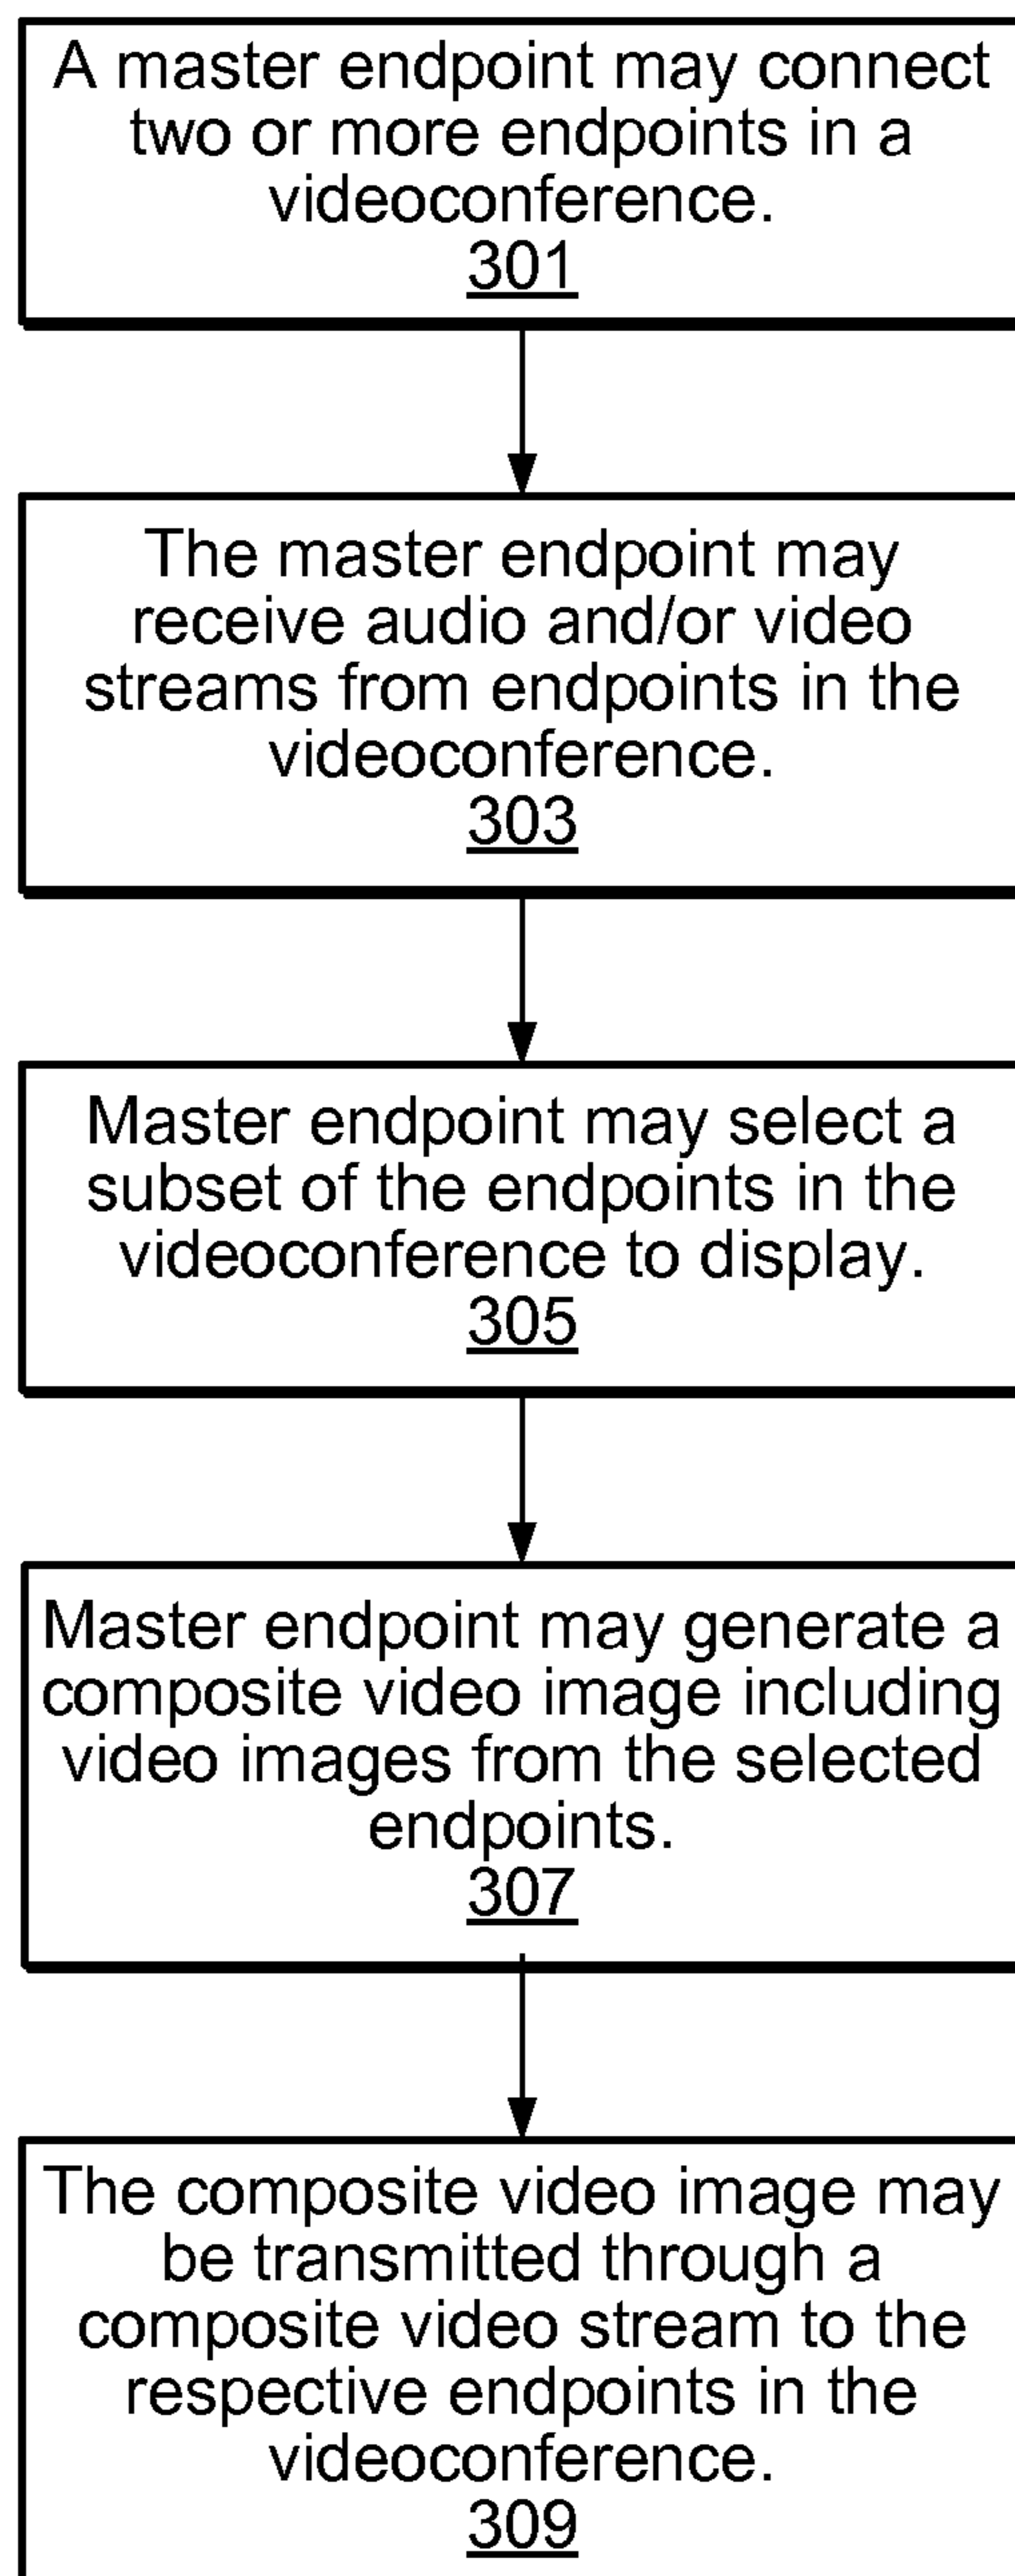 A master endpoint may connect
two or more endpoints in a
videoconference.
301
The master endpoint may
receive audio and/or video
streams from endpoints in the
videoconference.
303
Master endpoint may select a
subset of the endpoints in the
videoconference to display.
305
Master endpoint may generate a
composite video image including
video images from the selected
endpoints.
307
The composite video image may
be transmitted through a
composite video stream to the
respective endpoints in the
videoconference.
309